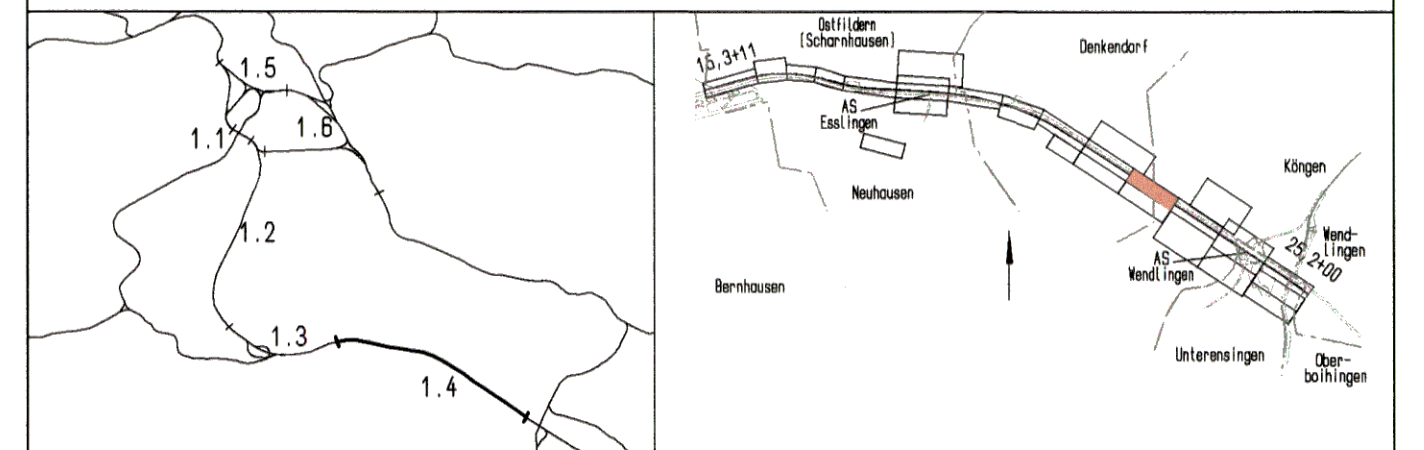 1.5
1.6
1.1
1.2
1.3
1.4
Ostfildern
(Scharnhausen)
Denkendorf
15,3+11
AS
Esslingen
Neuhausen
Köngen
Wend-
lingen
25,2+00
AS
Wendlingen
Bernhausen
Unterensingen
Ober-
boihingen